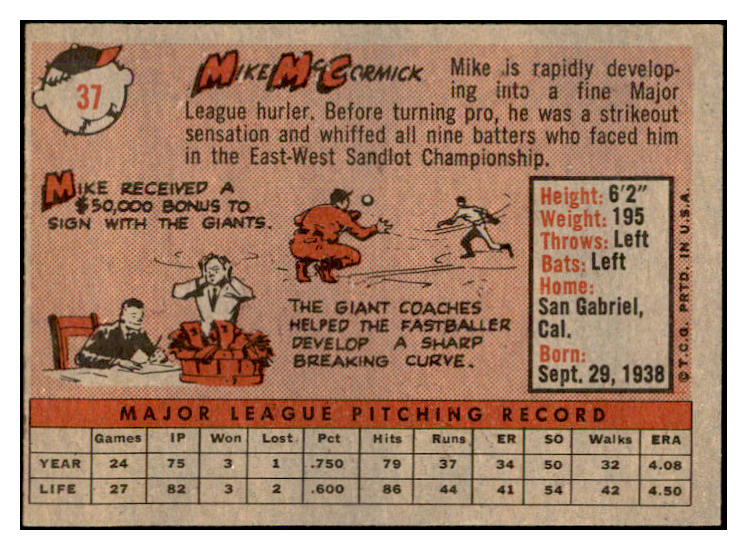 37
Mike McCormick
Mike is rapidly develop-
ing into a fine Major
League hurler. Before turning pro, he was a strikeout
sensation and whiffed all nine batters who faced him
in the East-West Sandlot Championship.
MIKE RECEIVED A
$50,000 BONUS TO
SIGN WITH THE GIANTS.
THE GIANT COACHES
HELPED THE FASTBALLER
DEVELOP A SHARP
BREAKING CURVE.
Height: 6'2"
Weight: 195
Throws: Left
Bats: Left
Home:
San Gabriel,
Cal.
Born:
Sept. 29, 1938
©T.C.G. PRTD. IN U.S.A.
MAJOR LEAGUE PITCHING RECORD
Games IP Won Lost Pct Hits Runs ER SO Walks ERA
YEAR 24 75 3 1 .750 79 37 34 50 32 4.08
LIFE 27 82 3 2 .600 86 44 41 54 42 4.50